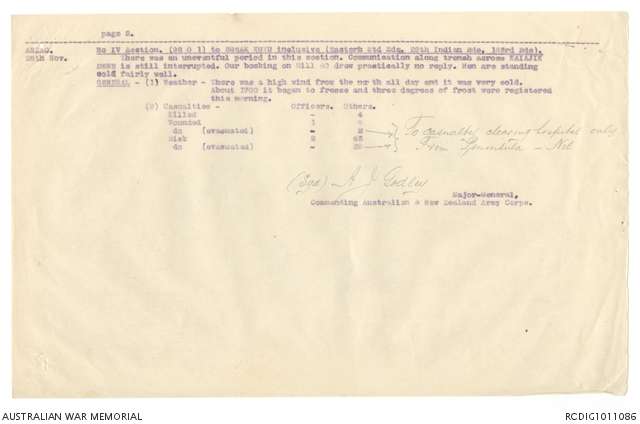 page 2.
ANZAC. No IV Section. (98 O 1) to SUSAK KUYU inclusive (Eastern Mtd Bde, 29th Indian Bde, 163rd Bde).
28th Nov. There was an uneventful period in this section. Communication along trench across KAIAJIK
DERE is still interrupted. Our bombing on Hill 60 drew practically no reply. Men are standing
cold fairly well.
GENERAL - (1) Weather - There was a high wind from the north all day and it was very cold.
About 1700 it began to freeze and three degrees of frost were registered
this morning.
(2) Casualties - Officers. Others.
Killed - 4
Wounded 1
do (evacuated) - 2 To casualty clearing hospital only
Sick 2 63
do (evacuated) - From Peninsula - Nil
(Sgd) A J Godley
Major-General,
Commanding Australian & New Zealand Army Corps.
AUSTRALIAN WAR MEMORIAL
RCDIG1011086